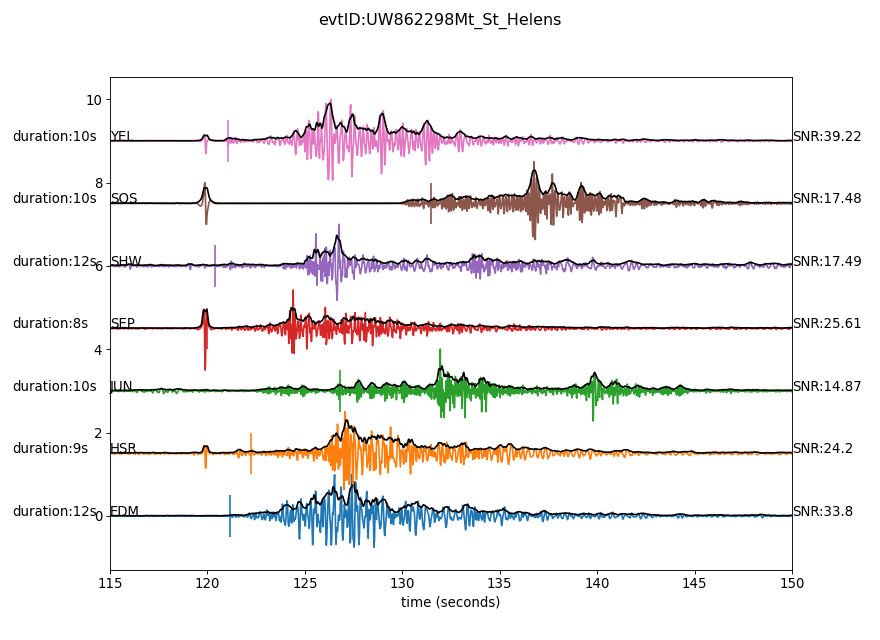 evtID:UW862298Mt_St_Helens
10
duration:10s YEL SNR:39.22
8
duration:10s SOS SNR:17.48
duration:12s SHW SNR:17.49
6
duration:8s SEP SNR:25.61
4
duration:10s JUN SNR:14.87
2
duration:9s HSR SNR:24.2
duration:12s EDM SNR:33.8
0
115 120 125 130 135 140 145 150
time (seconds)